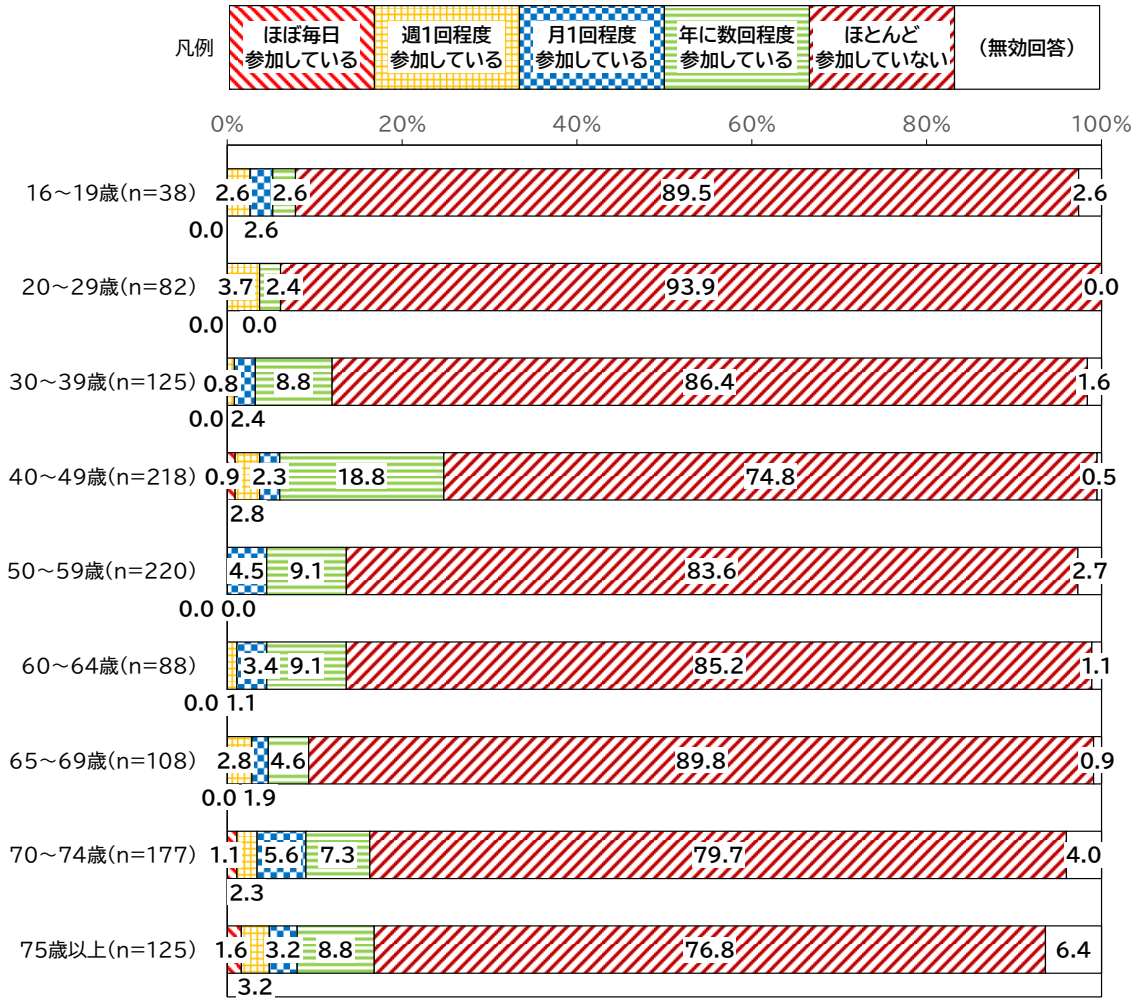 凡例
ほぼ毎日
参加している
週1回程度
参加している
月1回程度
参加している
年に数回程度
参加している
ほとんど
参加していない
（無効回答）
0% 20% 40% 60% 80% 100%
16～19歳(n=38) 2.6 2.6 89.5 2.6
0.0 2.6
20～29歳(n=82) 3.7 2.4 93.9 0.0
0.0 0.0
30～39歳(n=125) 0.8 8.8 86.4 1.6
0.0 2.4
40～49歳(n=218) 0.9 2.3 18.8 74.8 0.5
2.8
50～59歳(n=220) 4.5 9.1 83.6 2.7
0.0 0.0
60～64歳(n=88) 3.4 9.1 85.2 1.1
0.0 1.1
65～69歳(n=108) 2.8 4.6 89.8 0.9
0.0 1.9
70～74歳(n=177) 1.1 5.6 7.3 79.7 4.0
2.3
75歳以上(n=125) 1.6 3.2 8.8 76.8 6.4
3.2